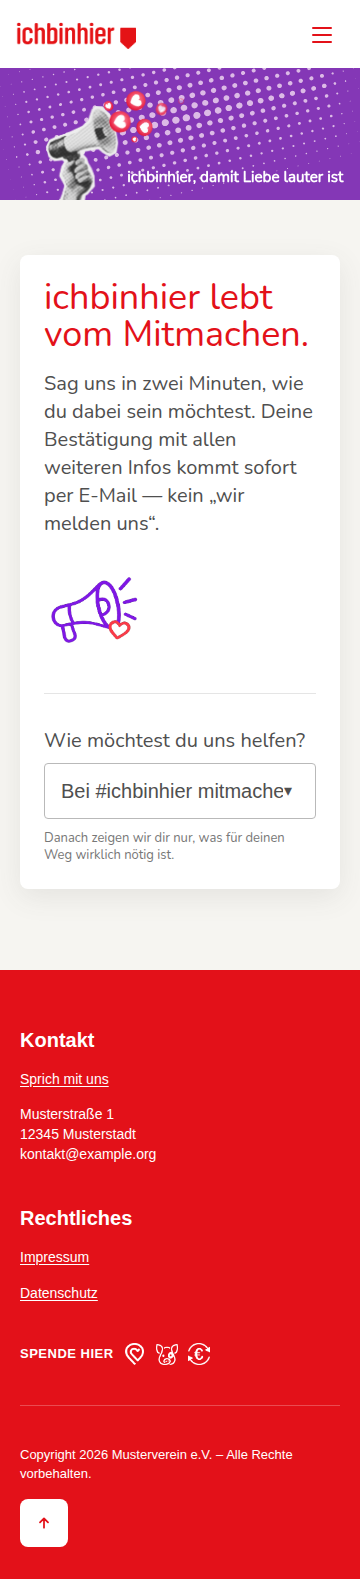 ichbinhier
ichbinhier, damit Liebe lauter ist
ichbinhier lebt
vom Mitmachen.
Sag uns in zwei Minuten, wie
du dabei sein möchtest. Deine
Bestätigung mit allen
weiteren Infos kommt sofort
per E-Mail — kein „wir
melden uns“.
Wie möchtest du uns helfen?
Bei #ichbinhier mitmachen
Danach zeigen wir dir nur, was für deinen
Weg wirklich nötig ist.
Kontakt
Sprich mit uns
Musterstraße 1
12345 Musterstadt
kontakt@example.org
Rechtliches
Impressum
Datenschutz
SPENDE HIER
Copyright 2026 Musterverein e.V. – Alle Rechte
vorbehalten.